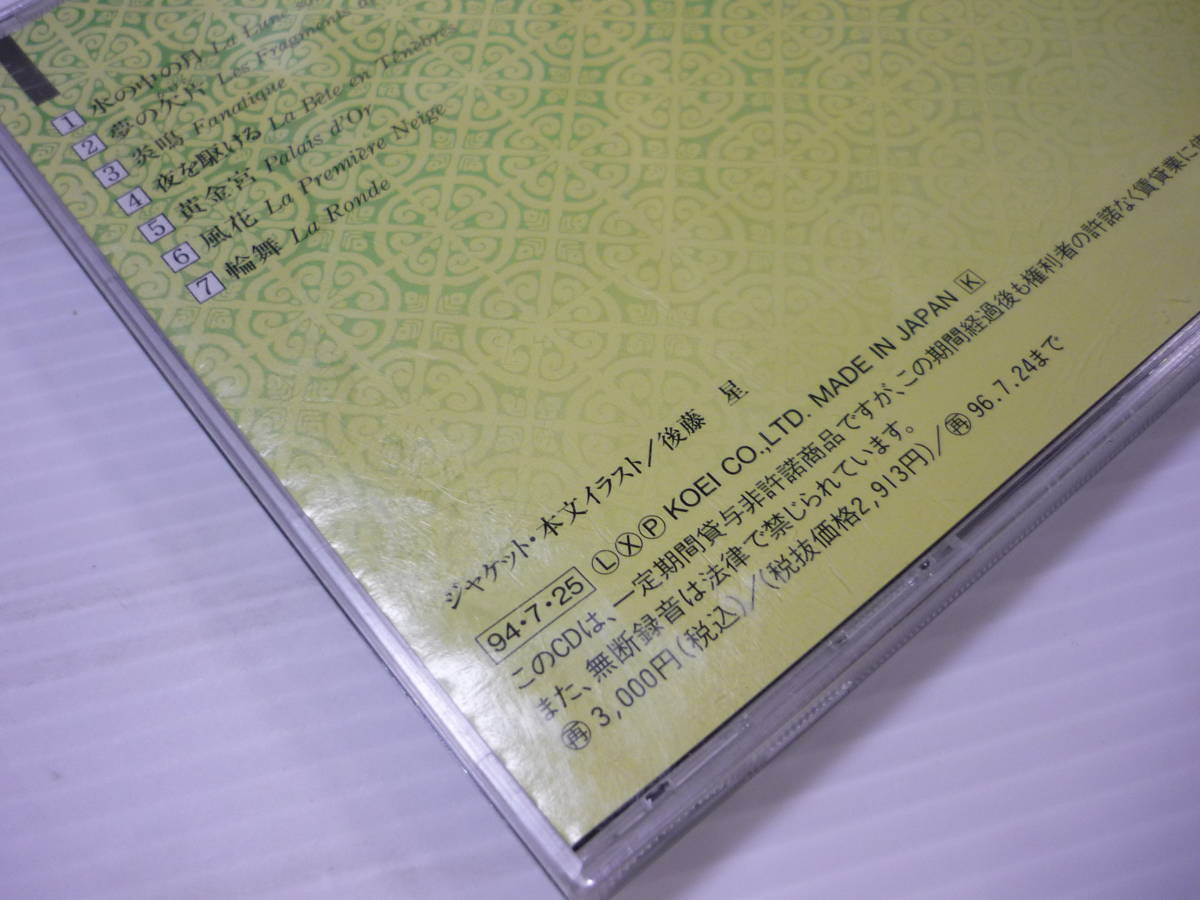 1 水の中の月 La Lune
2 夢の欠片 Les Fragments
3 炎鳴 Fanatique
4 夜を駆ける La Bête en Ténèbres
5 黄金宮 Palais d'Or
6 風花 La Première Neige
7 輪舞 La Ronde
ジャケット・本文イラスト/後藤 星
94・7・25 Ⓛ Ⓧ Ⓟ KOEI CO.,LTD. MADE IN JAPAN K
このCDは、一定期間貸与非許諾商品ですが、この期間経過後も権利者の許諾なく賃貸業に使
また、無断録音は法律で禁じられています。
再 3,000円(税込)/(税抜価格2,913円)/再 96.7.24まで